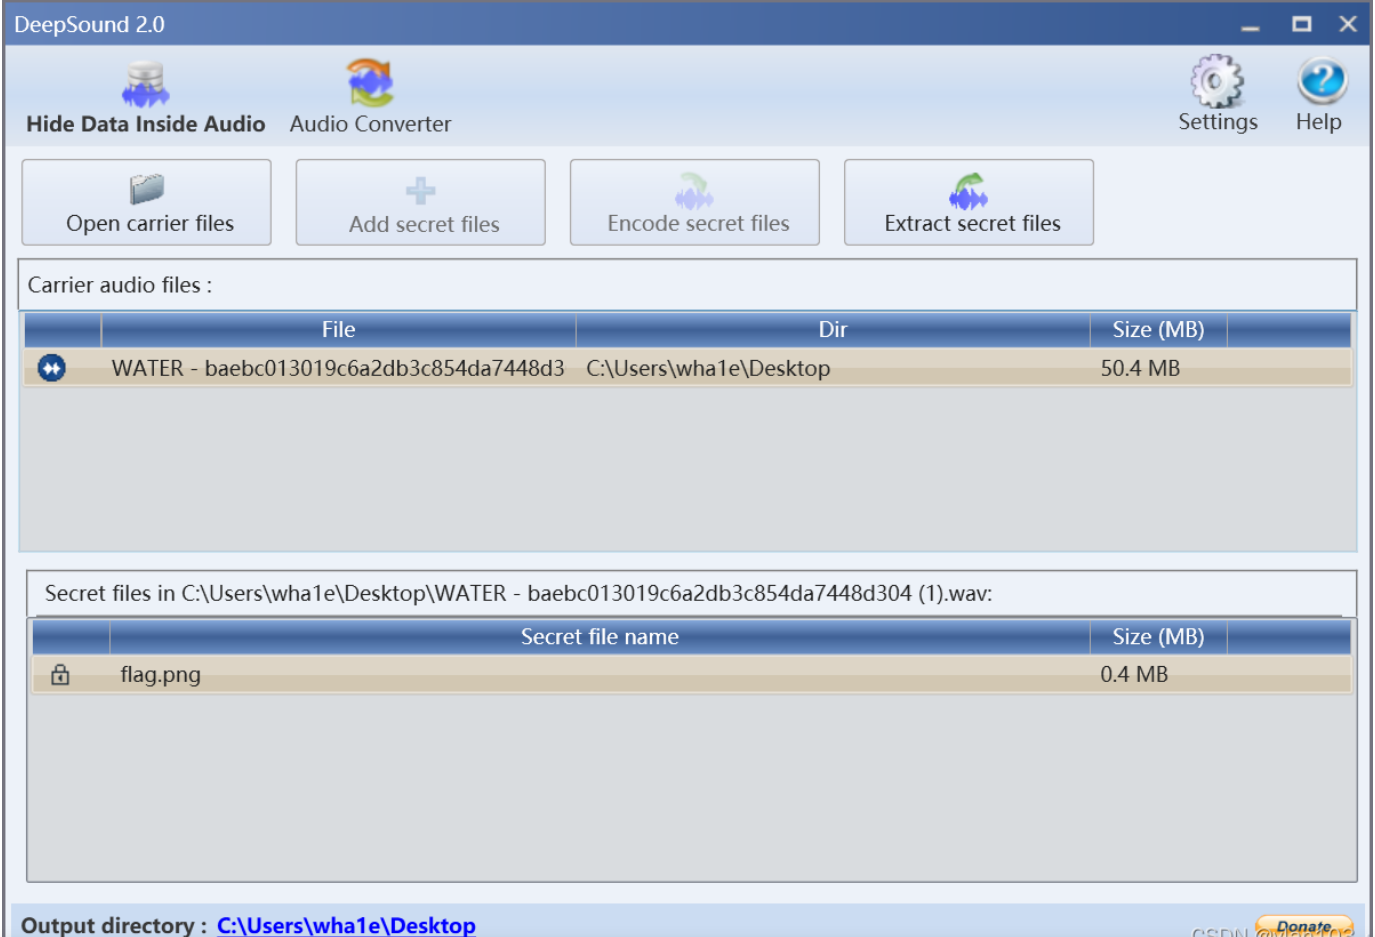 DeepSound 2.0
Hide Data Inside Audio Audio Converter Settings Help
Open carrier files Add secret files Encode secret files Extract secret files
Carrier audio files :
File Dir Size (MB)
WATER - baebc013019c6a2db3c854da7448d3 C:\Users\wha1e\Desktop 50.4 MB
Secret files in C:\Users\wha1e\Desktop\WATER - baebc013019c6a2db3c854da7448d304 (1).wav:
Secret file name Size (MB)
flag.png 0.4 MB
Output directory : C:\Users\wha1e\Desktop Donate
CSDN